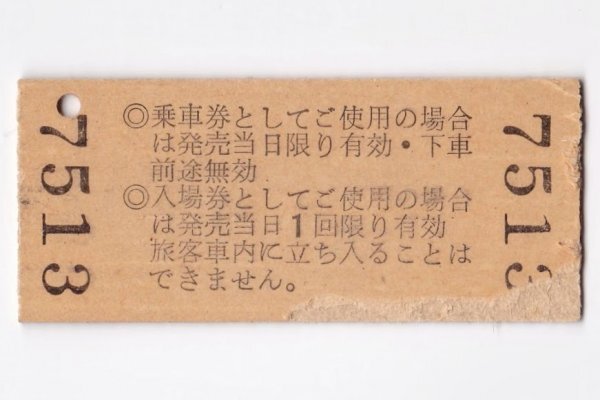 7513
◎乗車券としてご使用の場合
は発売当日限り有効・下車
前途無効
◎入場券としてご使用の場合
は発売当日1回限り有効
旅客車内に立ち入ることは
できません。
7513